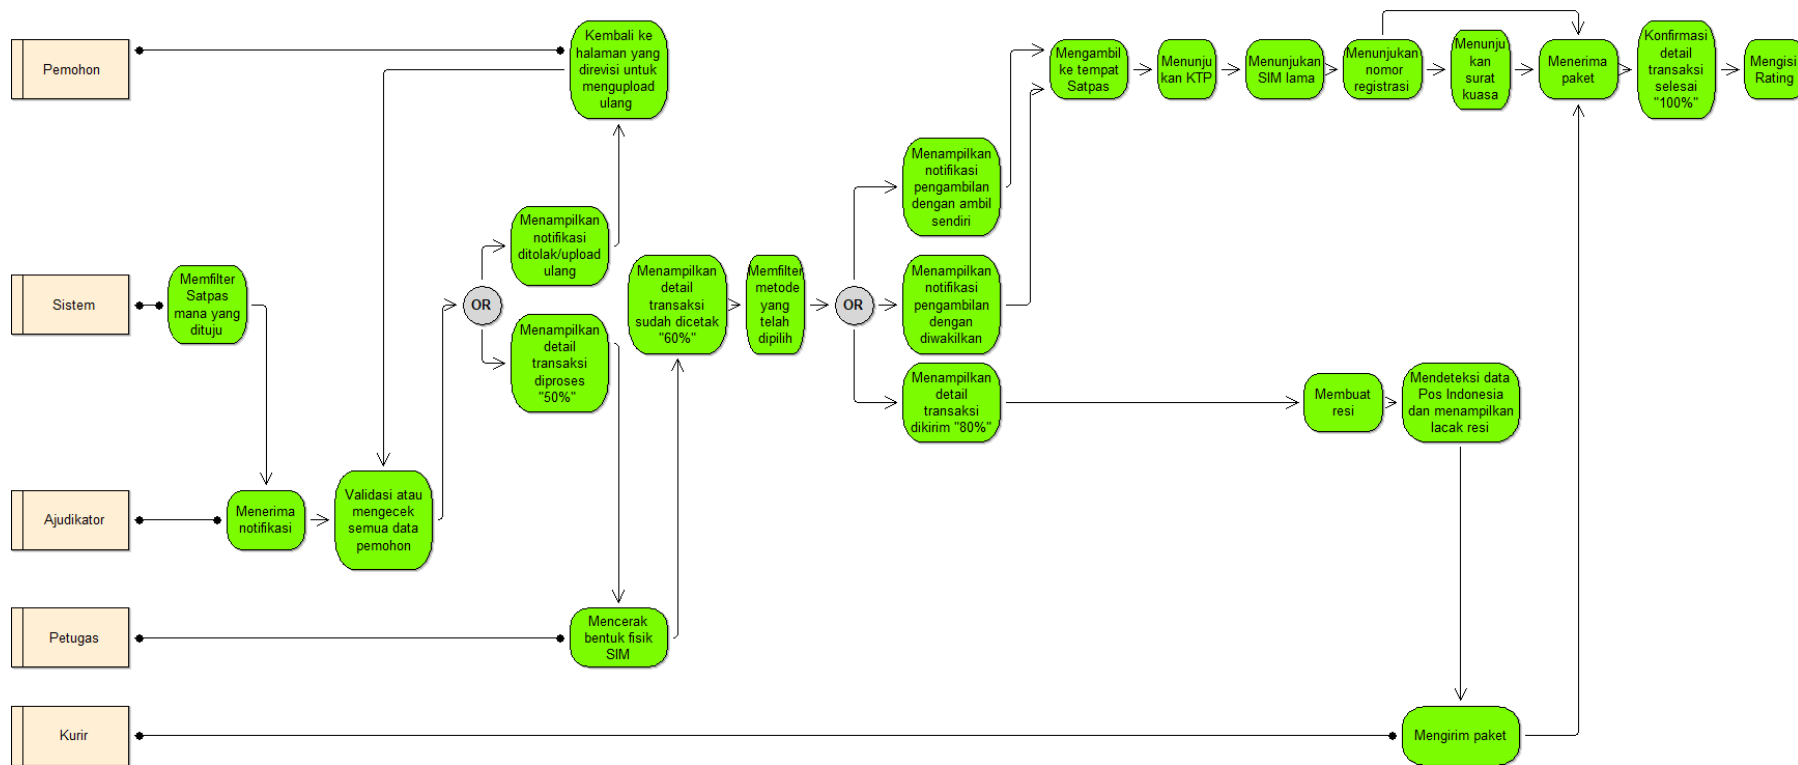 Pemohon
Kembali ke
halaman yang
direvisi untuk
mengupload
ulang
Mengambil
ke tempat
Satpas
Menunju
kan KTP
Menunjukan
SIM lama
Menunjukan
nomor
registrasi
Menunju
kan
surat
kuasa
Menerima
paket
Konfirmasi
detail
transaksi
selesai
"100%"
Mengisi
Rating
Sistem
Memfilter
Satpas
mana yang
dituju
OR
Menampilkan
notifikasi
ditolak/upload
ulang
Menampilkan
detail
transaksi
diproses
"50%"
Menampilkan
detail
transaksi
sudah dicetak
"60%"
Memfilter
metode
yang
telah
dipilih
OR
Menampilkan
notifikasi
pengambilan
dengan ambil
sendiri
Menampilkan
notifikasi
pengambilan
dengan
diwakilkan
Menampilkan
detail
transaksi
dikirim "80%"
Membuat
resi
Mendeteksi data
Pos Indonesia
dan menampilkan
lacak resi
Ajudikator
Menerima
notifikasi
Validasi atau
mengecek
semua data
pemohon
Petugas
Mencerak
bentuk fisik
SIM
Kurir
Mengirim paket